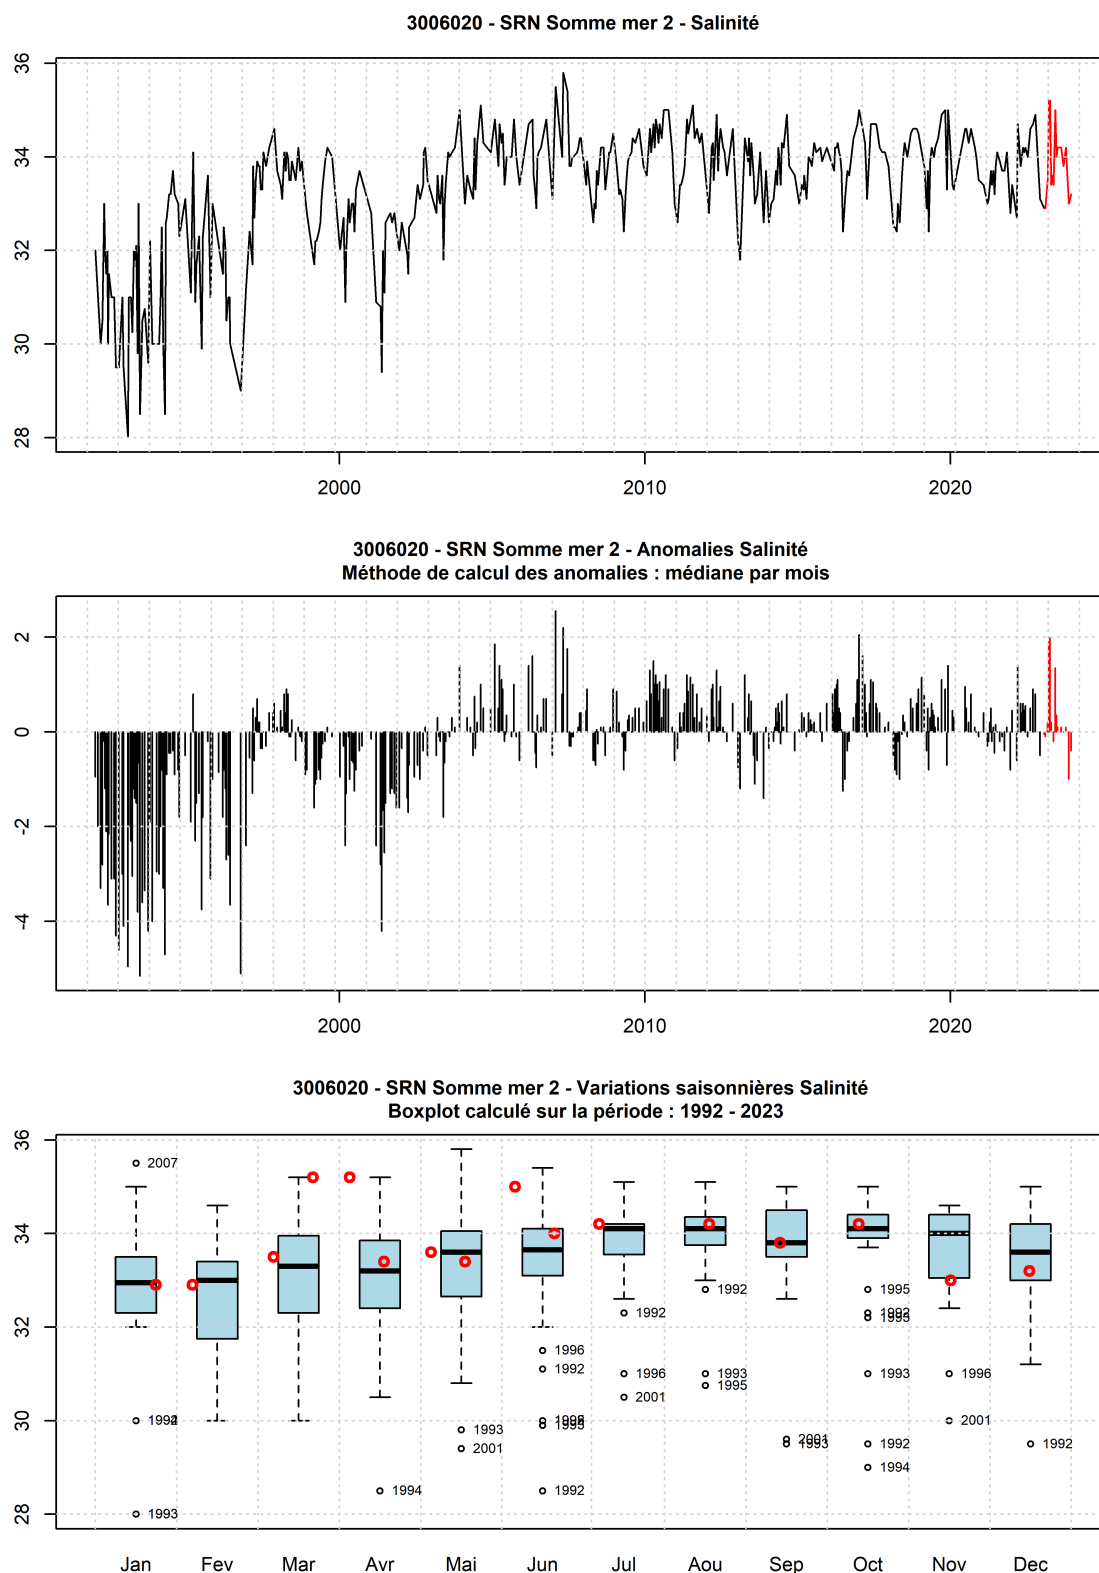 3006020 - SRN Somme mer 2 - Salinité
36
34
32
30
28
2000 2010 2020
3006020 - SRN Somme mer 2 - Anomalies Salinité
Méthode de calcul des anomalies : médiane par mois
2
0
-2
-4
2000 2010 2020
3006020 - SRN Somme mer 2 - Variations saisonnières Salinité
Boxplot calculé sur la période : 1992 - 2023
36
2007
34
1992 1992 1995
32
1992
1996
1992 1996 1993 1993 1996
1995
2001
30
2001
1993
2001 2001
1993 1992 1992
1994
1994 1992
1993
28
Jan Fev Mar Avr Mai Jun Jul Aou Sep Oct Nov Dec